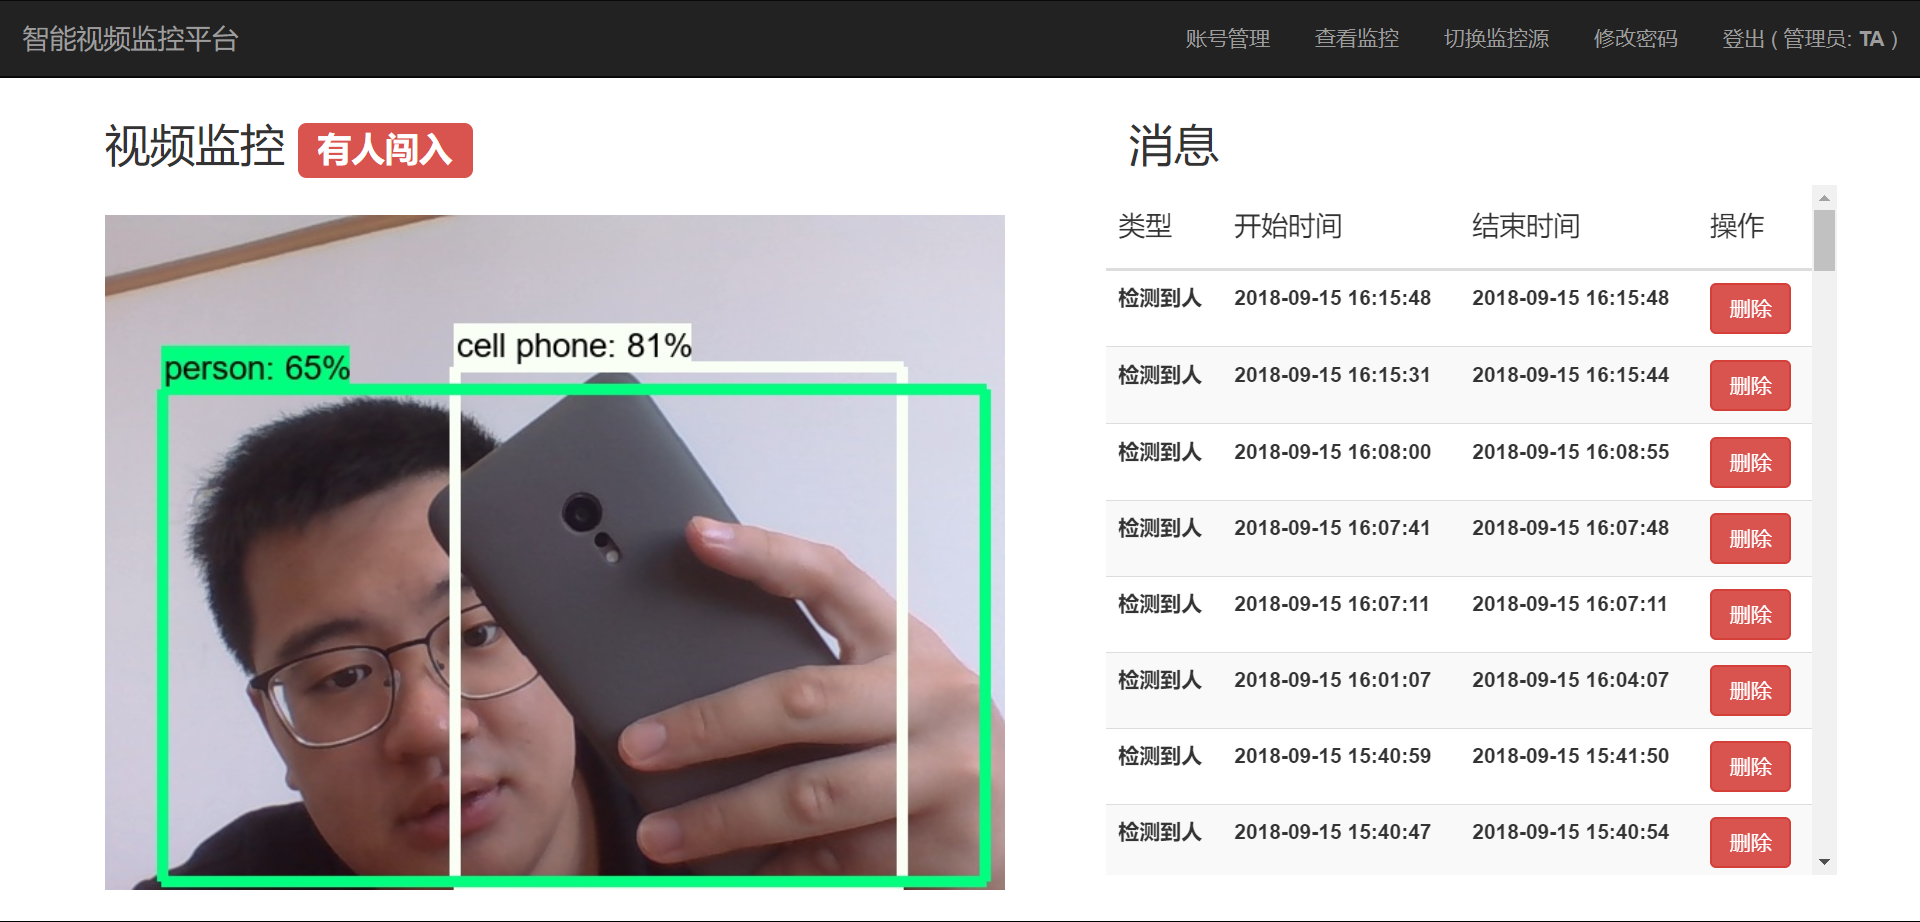 智能视频监控平台 账号管理 查看监控 切换监控源 修改密码 登出 ( 管理员: TA )
视频监控 有人闯入
person: 65%
cell phone: 81%
消息
类型 开始时间 结束时间 操作
检测到人 2018-09-15 16:15:48 2018-09-15 16:15:48 删除
检测到人 2018-09-15 16:15:31 2018-09-15 16:15:44 删除
检测到人 2018-09-15 16:08:00 2018-09-15 16:08:55 删除
检测到人 2018-09-15 16:07:41 2018-09-15 16:07:48 删除
检测到人 2018-09-15 16:07:11 2018-09-15 16:07:11 删除
检测到人 2018-09-15 16:01:07 2018-09-15 16:04:07 删除
检测到人 2018-09-15 15:40:59 2018-09-15 15:41:50 删除
检测到人 2018-09-15 15:40:47 2018-09-15 15:40:54 删除